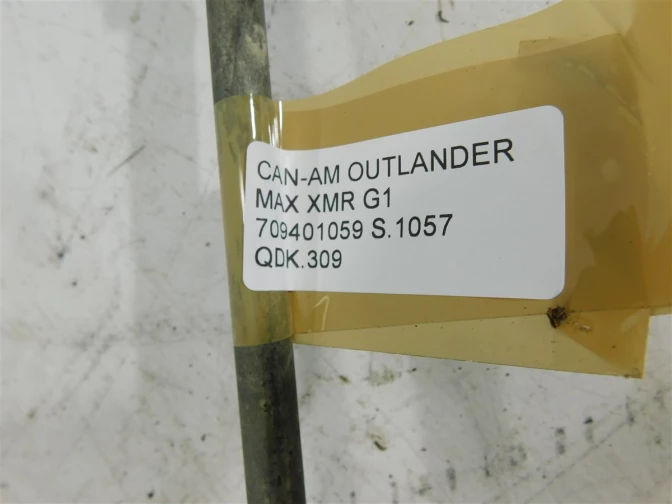 CAN-AM OUTLANDER
MAX XMR G1
709401059 S.1057
QDK.309